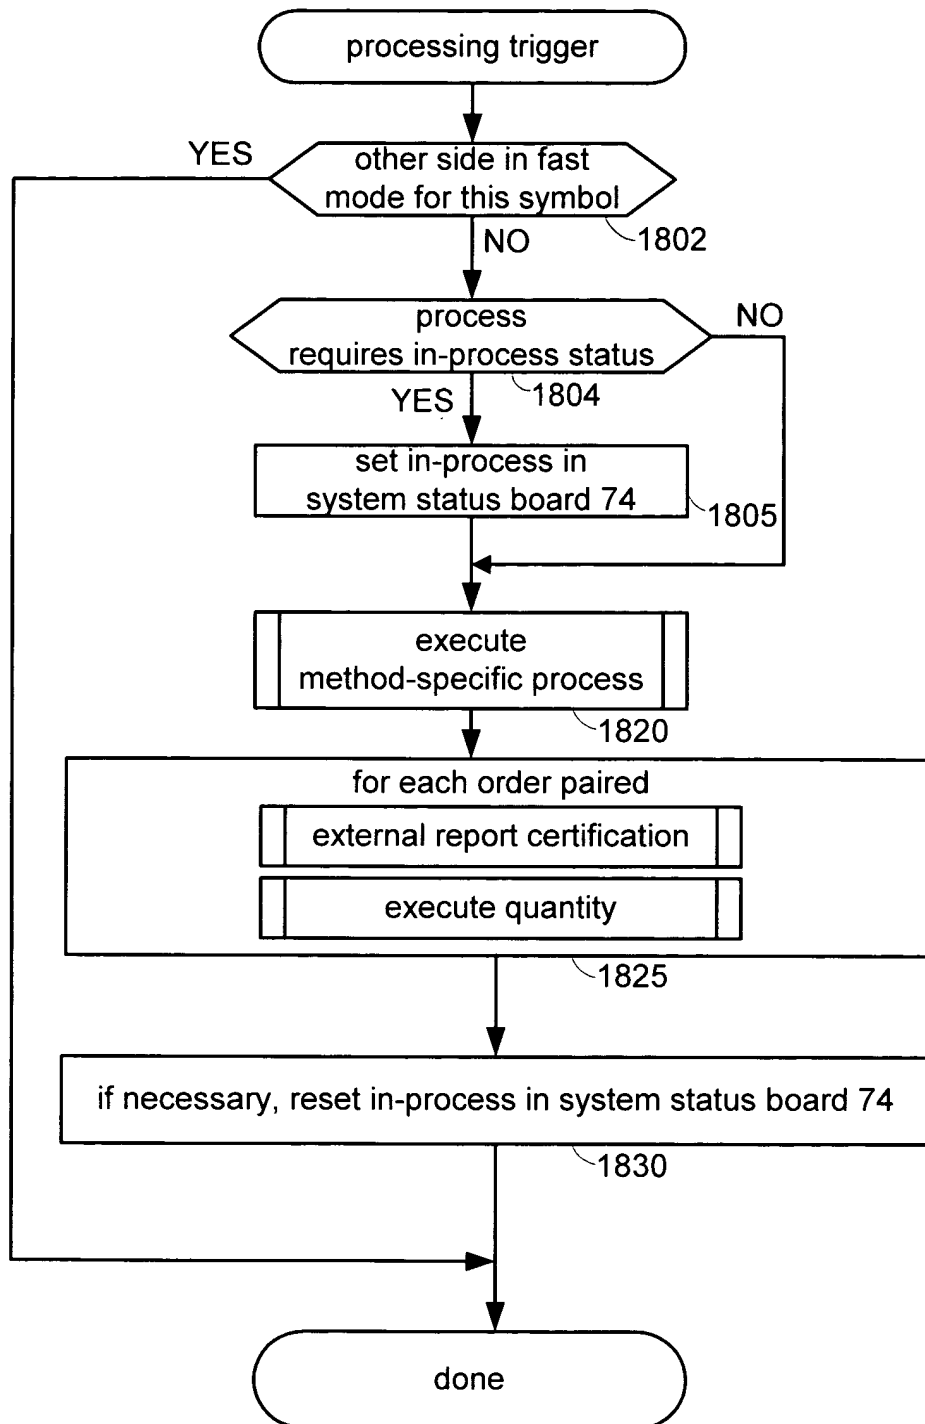 processing trigger
YES
other side in fast
mode for this symbol
1802
NO
process
requires in-process status
NO
1804
YES
set in-process in
system status board 74
1805
execute
method-specific process
1820
for each order paired
external report certification
execute quantity
1825
if necessary, reset in-process in system status board 74
1830
done